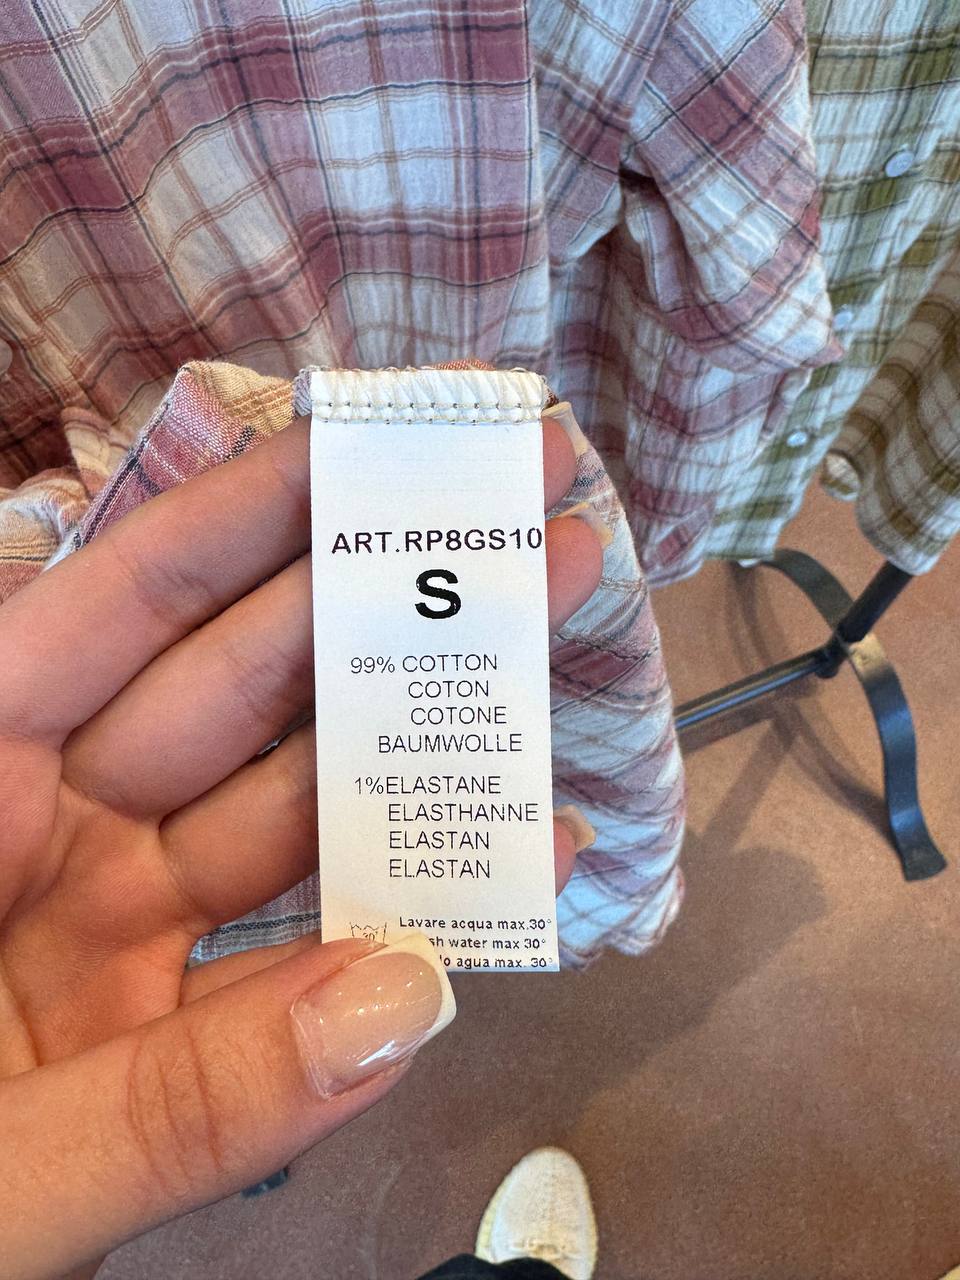 ART.RP8GS10
S
99% COTTON
COTON
COTONE
BAUMWOLLE
1%ELASTANE
ELASTHANNE
ELASTAN
ELASTAN
30°
Lavare acqua max.30°
water max 30°
agua max. 30°